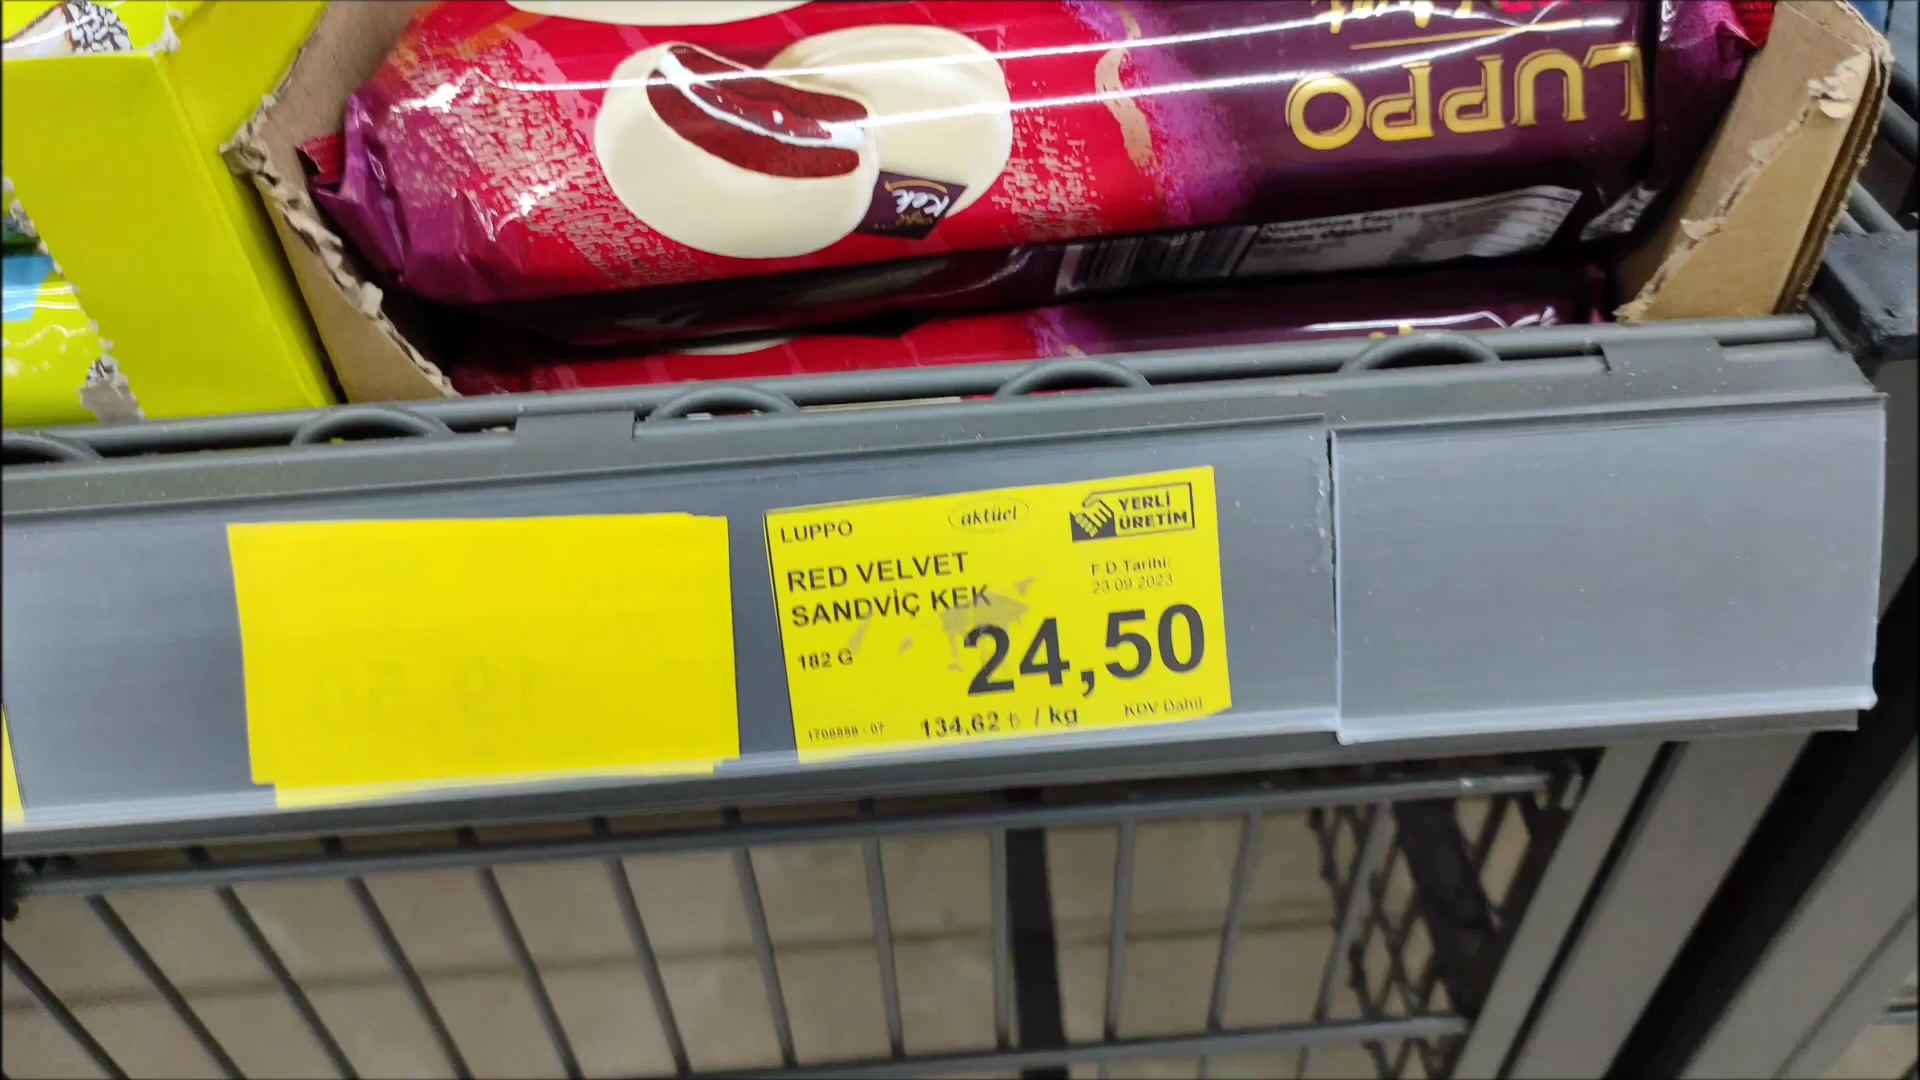 LUPPO
Kek
LUPPO
aktüel
YERLİ
ÜRETİM
RED VELVET
SANDVİÇ KEK
F.D.Tarihi:
23.09.2023
24,50
182 G
134,62 ₺ / kg
KDV Dahil